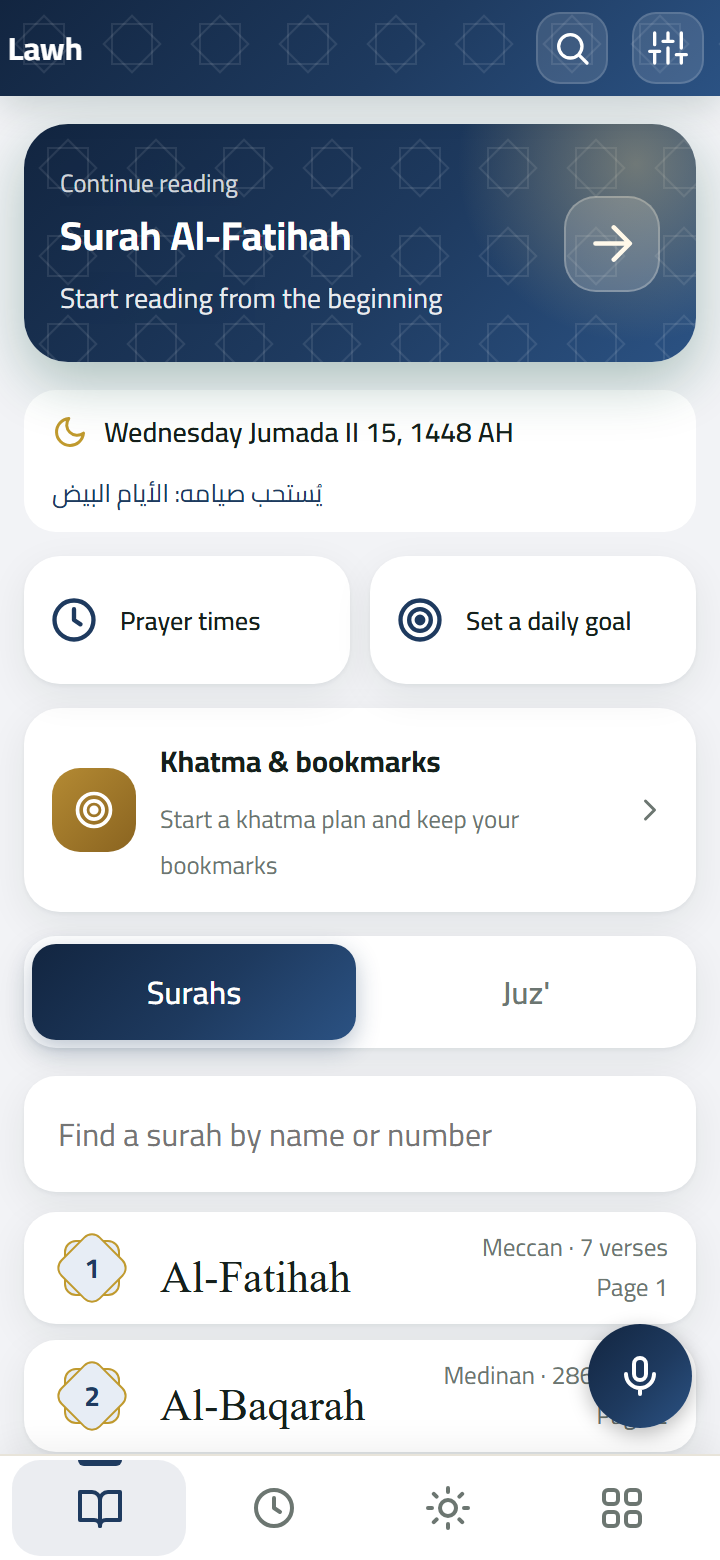 Lawh
Continue reading
Surah Al-Fatihah
Start reading from the beginning
Wednesday Jumada II 15, 1448 AH
يُستحب صيامه: الأيام البيض
Prayer times
Set a daily goal
Khatma & bookmarks
Start a khatma plan and keep your
bookmarks
Surahs
Juz'
Find a surah by name or number
1
Al-Fatihah
Meccan · 7 verses
Page 1
2
Al-Baqarah
Medinan · 286